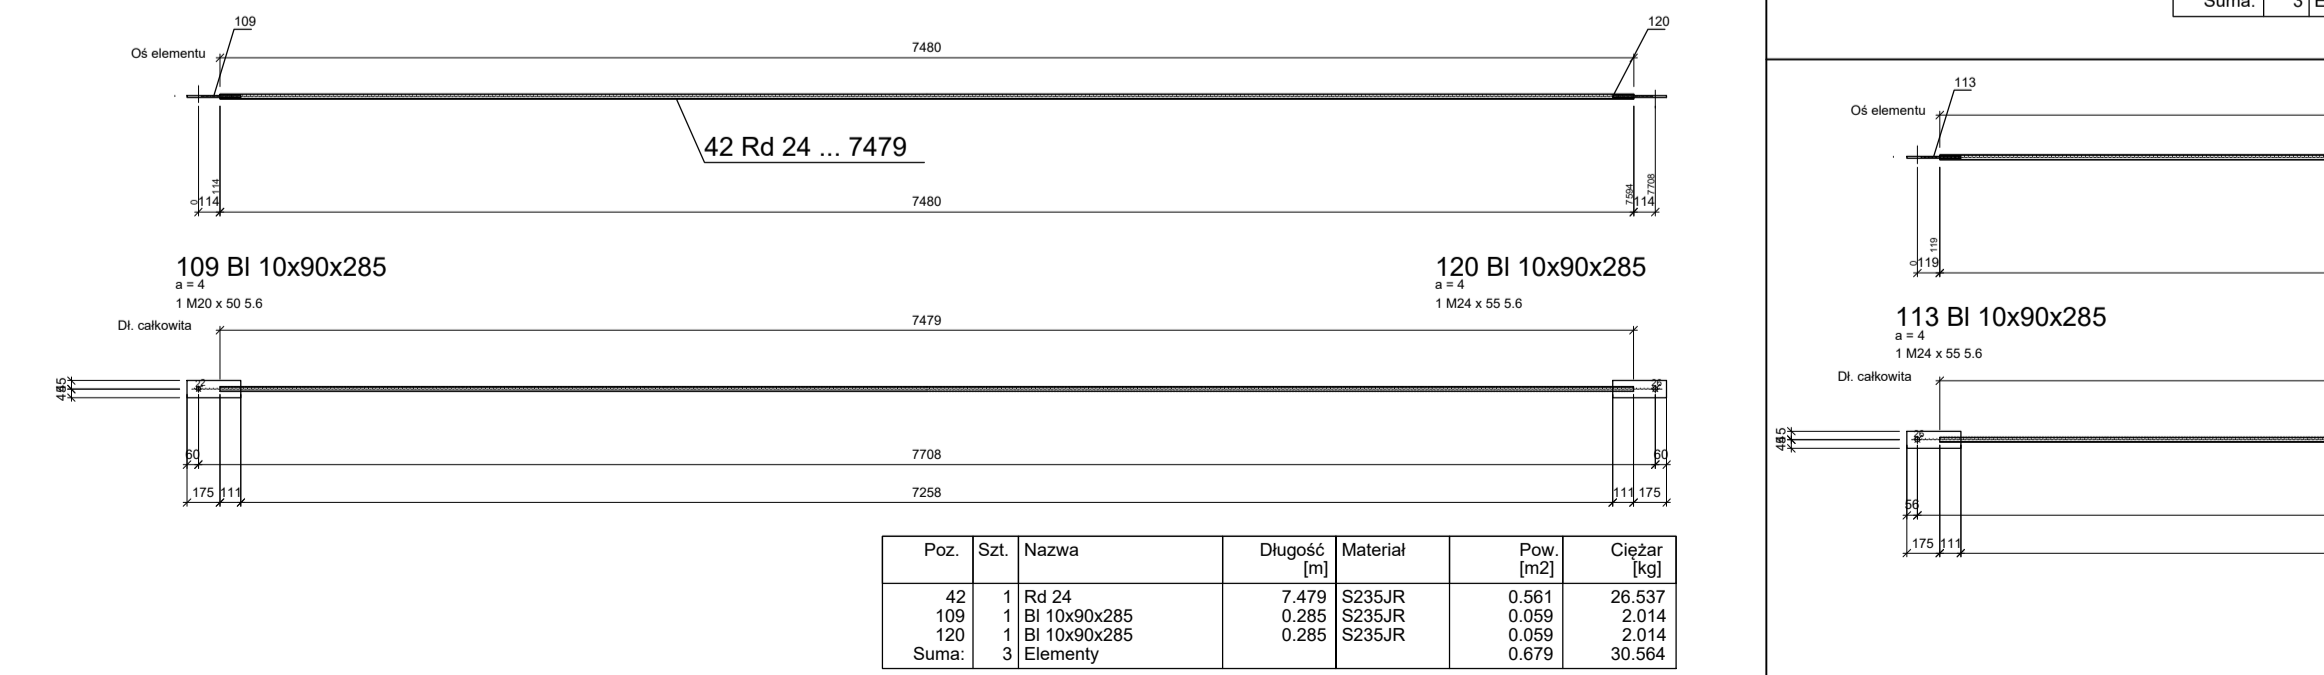 Suma: 3 E
109
120
Oś elementu
7480
42 Rd 24 ... 7479
0 114 114
7480
7594 114 7708
109 Bl 10x90x285
a = 4
1 M20 x 50 5.6
120 Bl 10x90x285
a = 4
1 M24 x 55 5.6
Dł. całkowita
7479
22
26
60
7708
60
175 111
7258
111 175
Poz. Szt. Nazwa Długość [m] Materiał Pow. [m2] Ciężar [kg]
42 1 Rd 24 7.479 S235JR 0.561 26.537
109 1 Bl 10x90x285 0.285 S235JR 0.059 2.014
120 1 Bl 10x90x285 0.285 S235JR 0.059 2.014
Suma: 3 Elementy 0.679 30.564
113
Oś elementu
0 119 119
113 Bl 10x90x285
a = 4
1 M24 x 55 5.6
Dł. całkowita
26
56
175 111